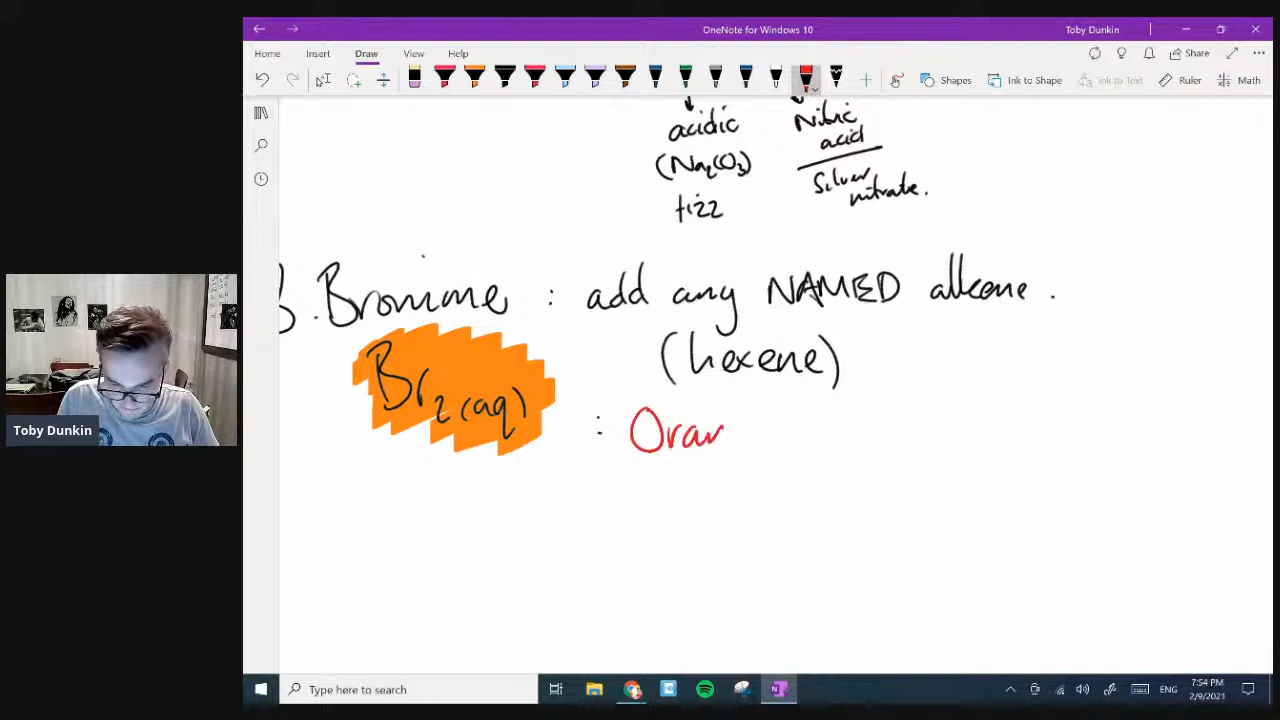 OneNote for Windows 10
Toby Dunkin
Home Insert Draw View Help
Share
Shapes Ink to Shape Ink to Text Ruler Math
acidic
(Na2CO3)
fizz
Nitric
acid
Silver
nitrate.
B. Bromine : add any NAMED alkene.
(hexene)
Br2(aq) : Oran
Toby Dunkin
Type here to search
ENG
7:54 PM
2/9/2021